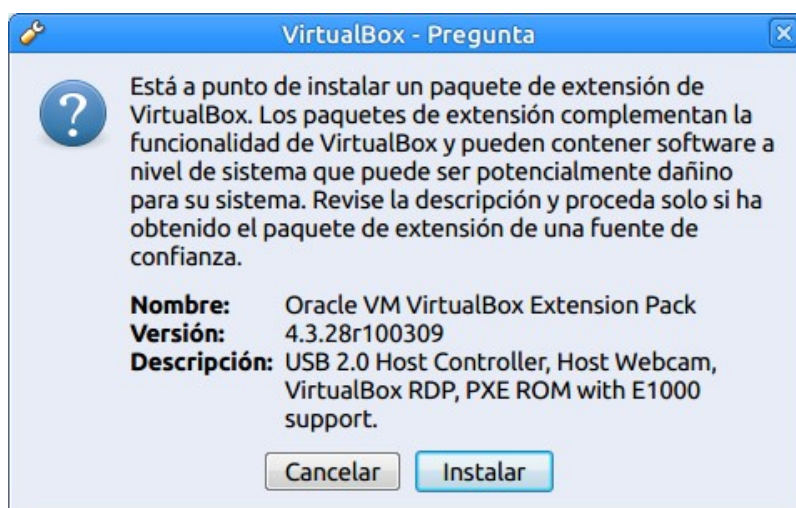 VirtualBox - Pregunta
Está a punto de instalar un paquete de extensión de
VirtualBox. Los paquetes de extensión complementan la
funcionalidad de VirtualBox y pueden contener software a
nivel de sistema que puede ser potencialmente dañino
para su sistema. Revise la descripción y proceda solo si ha
obtenido el paquete de extensión de una fuente de
confianza.
Nombre: Oracle VM VirtualBox Extension Pack
Versión: 4.3.28r100309
Descripción: USB 2.0 Host Controller, Host Webcam,
VirtualBox RDP, PXE ROM with E1000
support.
Cancelar Instalar